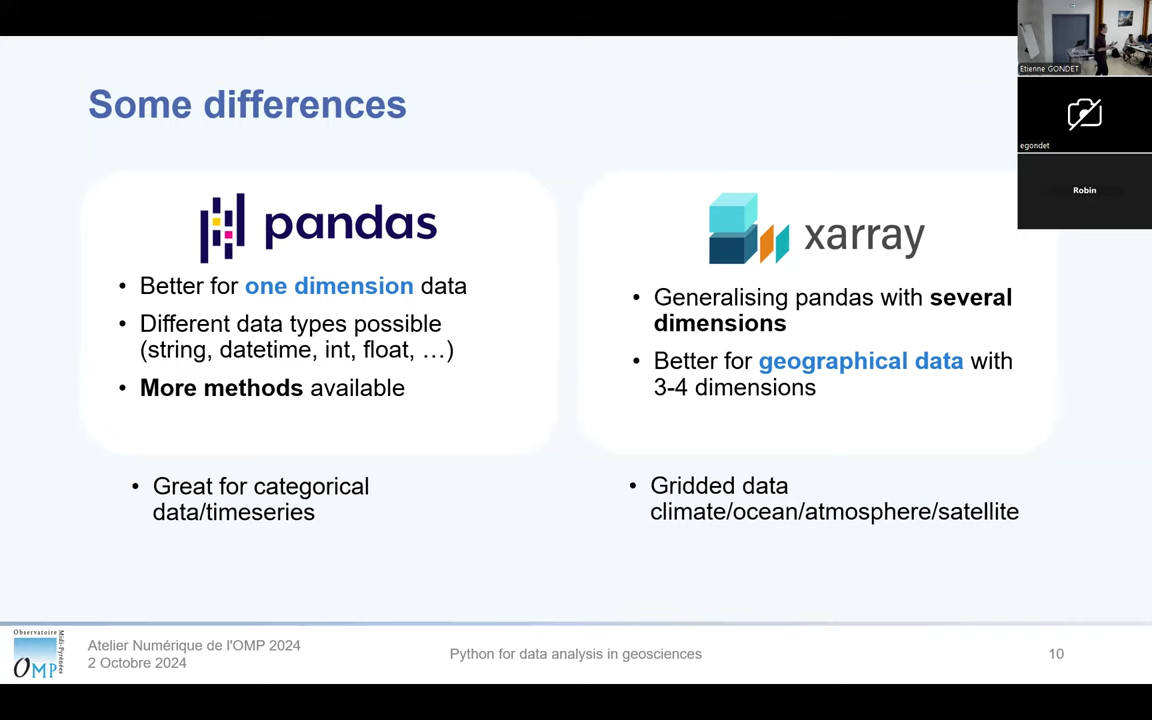 Some differences
pandas
• Better for one dimension data
• Different data types possible
(string, datetime, int, float, …)
• More methods available
• Great for categorical
data/timeseries
xarray
• Generalising pandas with several
dimensions
• Better for geographical data with
3-4 dimensions
• Gridded data
climate/ocean/atmosphere/satellite
Etienne GONDET
egondet
Robin
Observatoire
Midi-Pyrénées
OMP
Atelier Numérique de l'OMP 2024
2 Octobre 2024
Python for data analysis in geosciences
10